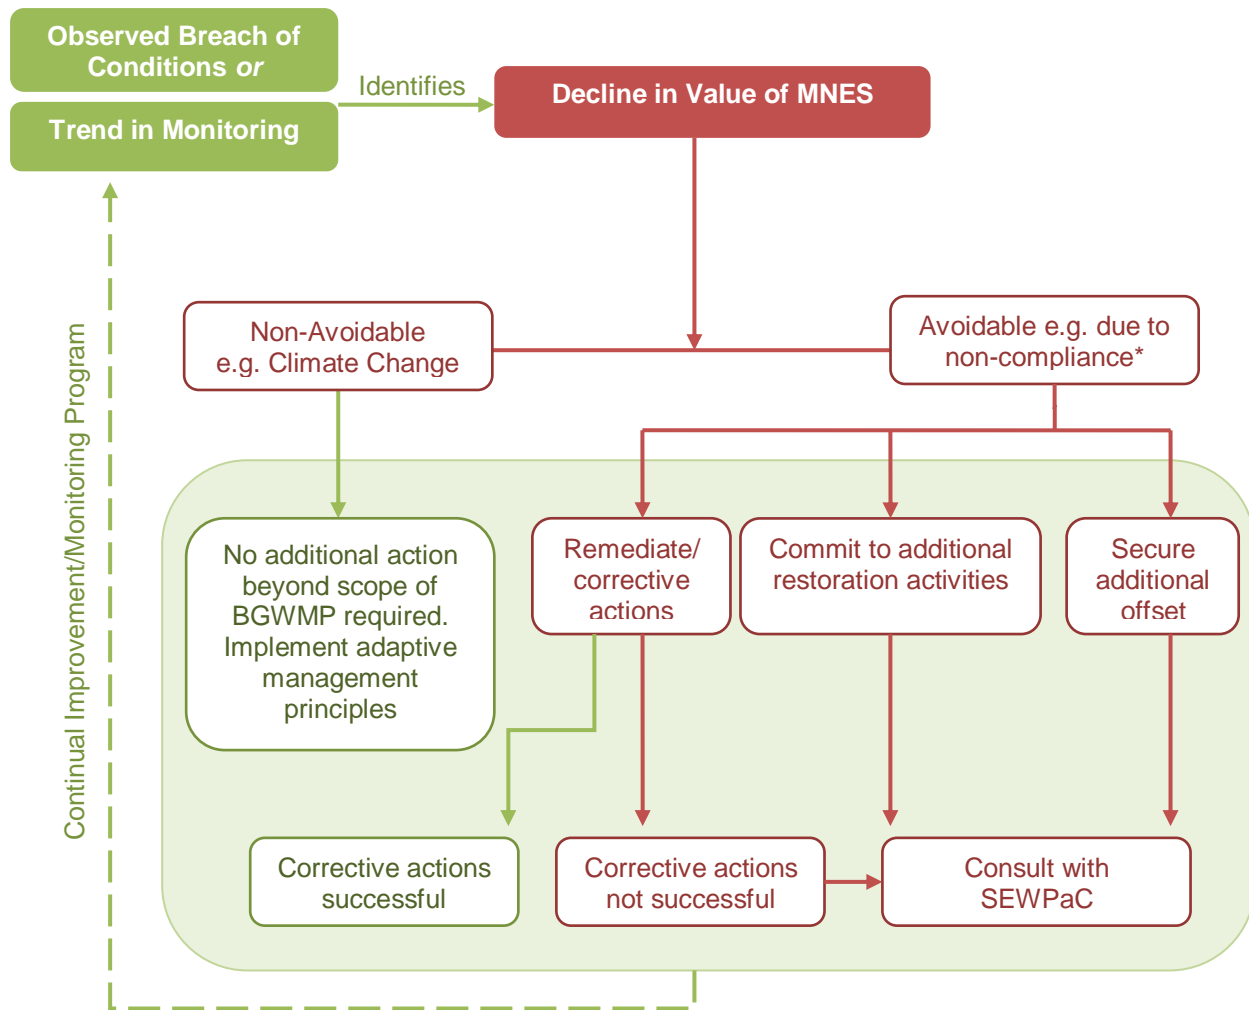 Observed Breach of
Conditions or
Trend in Monitoring
Identifies
Decline in Value of MNES
Non-Avoidable
e.g. Climate Change
Avoidable e.g. due to
non-compliance*
Continual Improvement/Monitoring Program
No additional action
beyond scope of
BGWMP required.
Implement adaptive
management
principles
Remediate/
corrective
actions
Commit to additional
restoration activities
Secure
additional
offset
Corrective actions
successful
Corrective actions
not successful
Consult with
SEWPaC